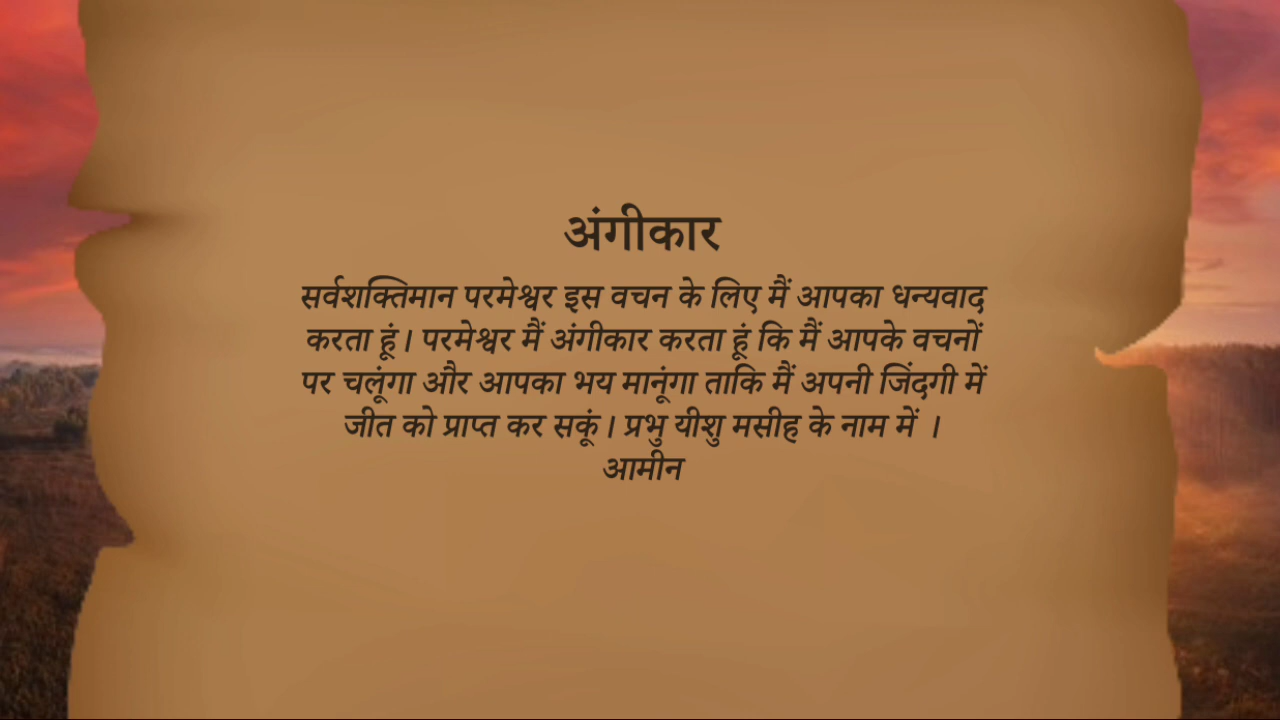 अंगीकार
सर्वशक्तिमान परमेश्वर इस वचन के लिए मैं आपका धन्यवाद
करता हूं। परमेश्वर मैं अंगीकार करता हूं कि मैं आपके वचनों
पर चलूंगा और आपका भय मानूंगा ताकि मैं अपनी जिंदगी में
जीत को प्राप्त कर सकूं। प्रभु यीशु मसीह के नाम में ।
आमीन